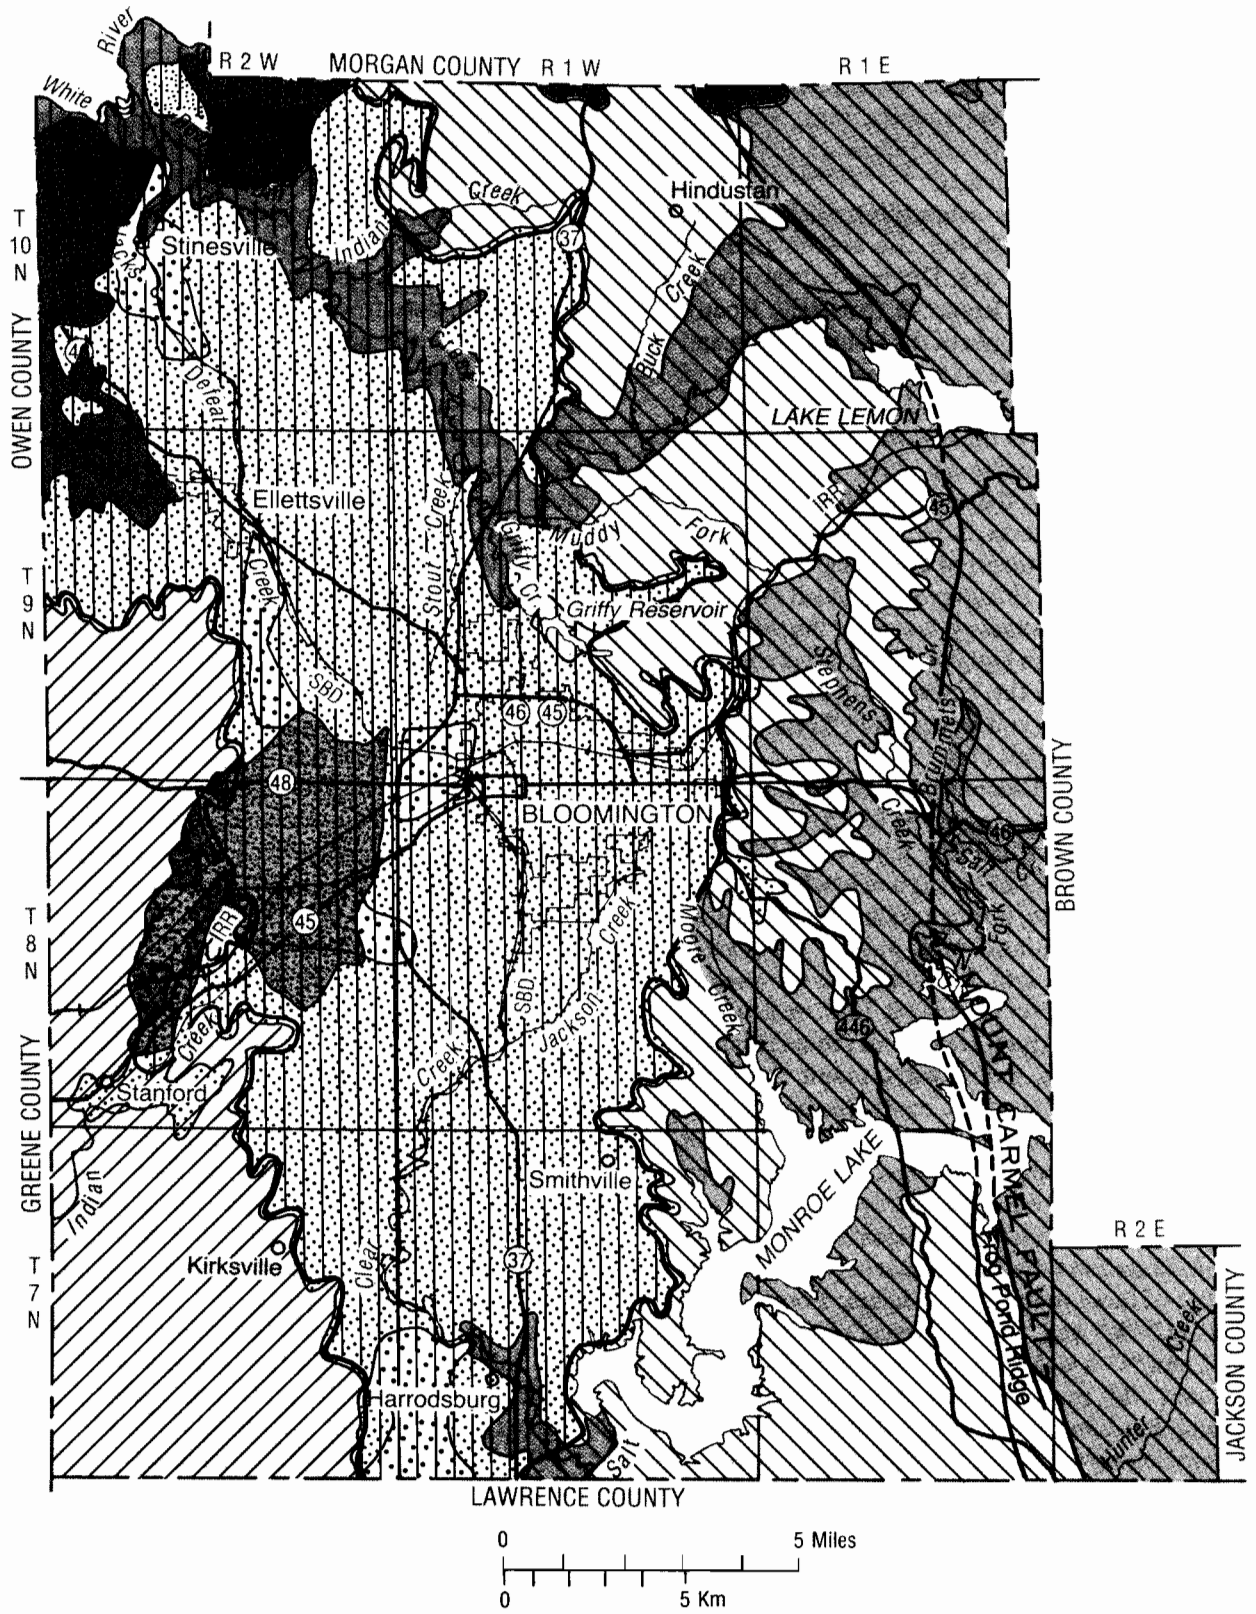 River
R 2 W
MORGAN COUNTY
R 1 W
R 1 E
White
Creek
Hindustan
T
10
N
Stinesville
Indian
37
Creek
Buck
OWEN COUNTY
LAKE LEMON
Ellettsville
IRR
45
Stout Creek
Griffy Cr
Muddy Fork
T
9
N
Creek
Griffy Reservoir
SBD
Stephens
Brummets Cr
46
45
48
BLOOMINGTON
Creek
46
Salt
BROWN COUNTY
T
8
N
IRR
45
Creek
Moore
Fork
SBD
Jackson
Creek
Creek
446
MOUNT CARMEL FAULT
Creek
Stanford
GREENE COUNTY
Indian
Smithville
MONROE LAKE
Kirksville
Clear
37
T
7
N
R 2 E
Frog Pond Ridge
Creek
JACKSON COUNTY
Harrodsburg
Salt
Hunter
LAWRENCE COUNTY
0
5 Miles
0
5 Km